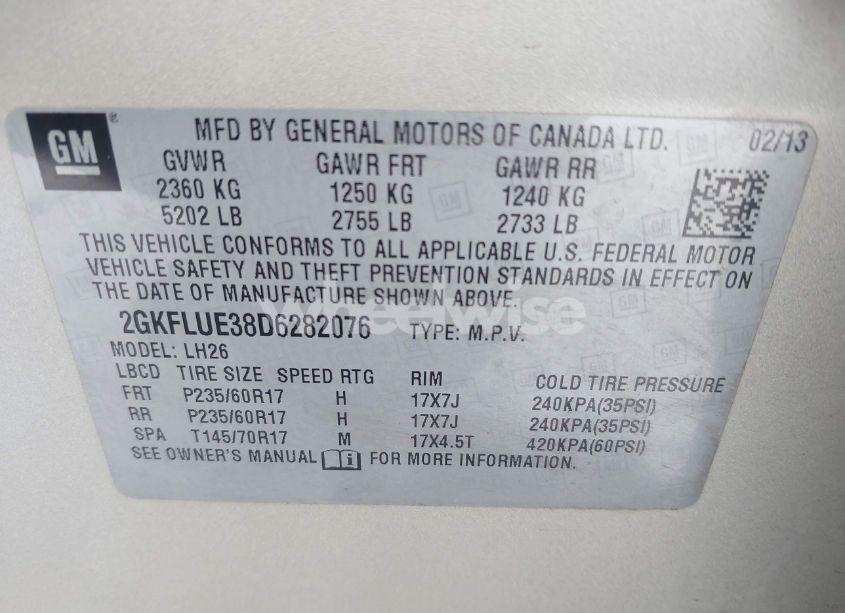 GM ®
MFD BY GENERAL MOTORS OF CANADA LTD. 02/13
GVWR GAWR FRT GAWR RR
2360 KG 1250 KG 1240 KG
5202 LB 2755 LB 2733 LB
THIS VEHICLE CONFORMS TO ALL APPLICABLE U.S. FEDERAL MOTOR
VEHICLE SAFETY AND THEFT PREVENTION STANDARDS IN EFFECT ON
THE DATE OF MANUFACTURE SHOWN ABOVE.
wheelwise
2GKFLUE38D6282076 TYPE: M.P.V.
MODEL: LH26
LBCD TIRE SIZE SPEED RTG RIM COLD TIRE PRESSURE
FRT P235/60R17 H 17X7J 240KPA(35PSI)
RR P235/60R17 H 17X7J 240KPA(35PSI)
SPA T145/70R17 M 17X4.5T 420KPA(60PSI)
SEE OWNER'S MANUAL i FOR MORE INFORMATION.